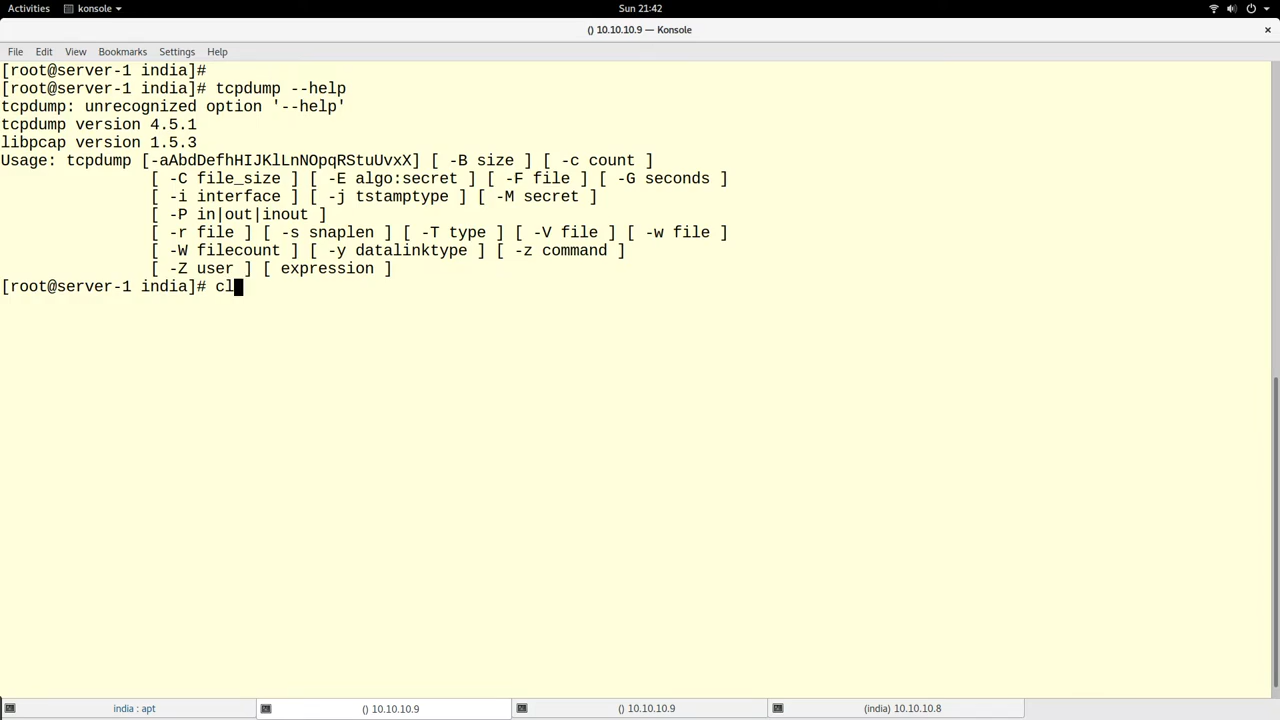 Activities konsole Sun 21:42
() 10.10.10.9 — Konsole ×
File Edit View Bookmarks Settings Help
[root@server-1 india]#
[root@server-1 india]# tcpdump --help
tcpdump: unrecognized option '--help'
tcpdump version 4.5.1
libpcap version 1.5.3
Usage: tcpdump [-aAbdDefhHIJKlLnNOpqRStuUvxX] [ -B size ] [ -c count ]
[ -C file_size ] [ -E algo:secret ] [ -F file ] [ -G seconds ]
[ -i interface ] [ -j tstamptype ] [ -M secret ]
[ -P in|out|inout ]
[ -r file ] [ -s snaplen ] [ -T type ] [ -V file ] [ -w file ]
[ -W filecount ] [ -y datalinktype ] [ -z command ]
[ -Z user ] [ expression ]
[root@server-1 india]# cl
india : apt () 10.10.10.9 () 10.10.10.9 (india) 10.10.10.8